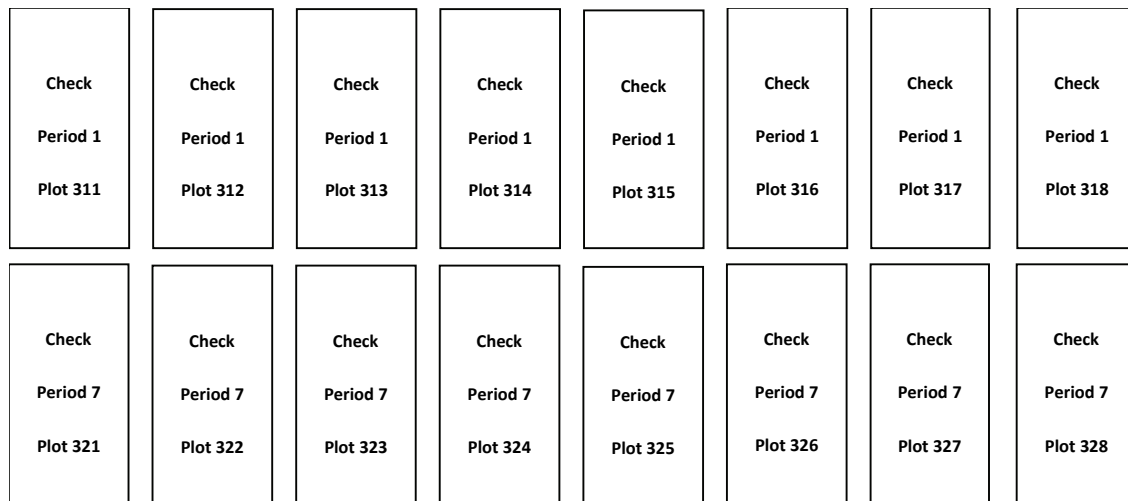 Check
Period 1
Plot 311
Check
Period 1
Plot 312
Check
Period 1
Plot 313
Check
Period 1
Plot 314
Check
Period 1
Plot 315
Check
Period 1
Plot 316
Check
Period 1
Plot 317
Check
Period 1
Plot 318
Check
Period 7
Plot 321
Check
Period 7
Plot 322
Check
Period 7
Plot 323
Check
Period 7
Plot 324
Check
Period 7
Plot 325
Check
Period 7
Plot 326
Check
Period 7
Plot 327
Check
Period 7
Plot 328